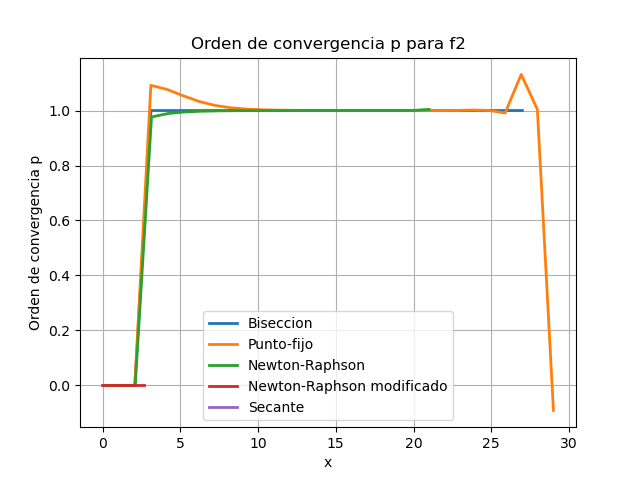 Orden de convergencia p para f2
Orden de convergencia p
1.0
0.8
0.6
0.4
0.2
0.0
Biseccion
Punto-fijo
Newton-Raphson
Newton-Raphson modificado
Secante
0 5 10 15 20 25 30
x